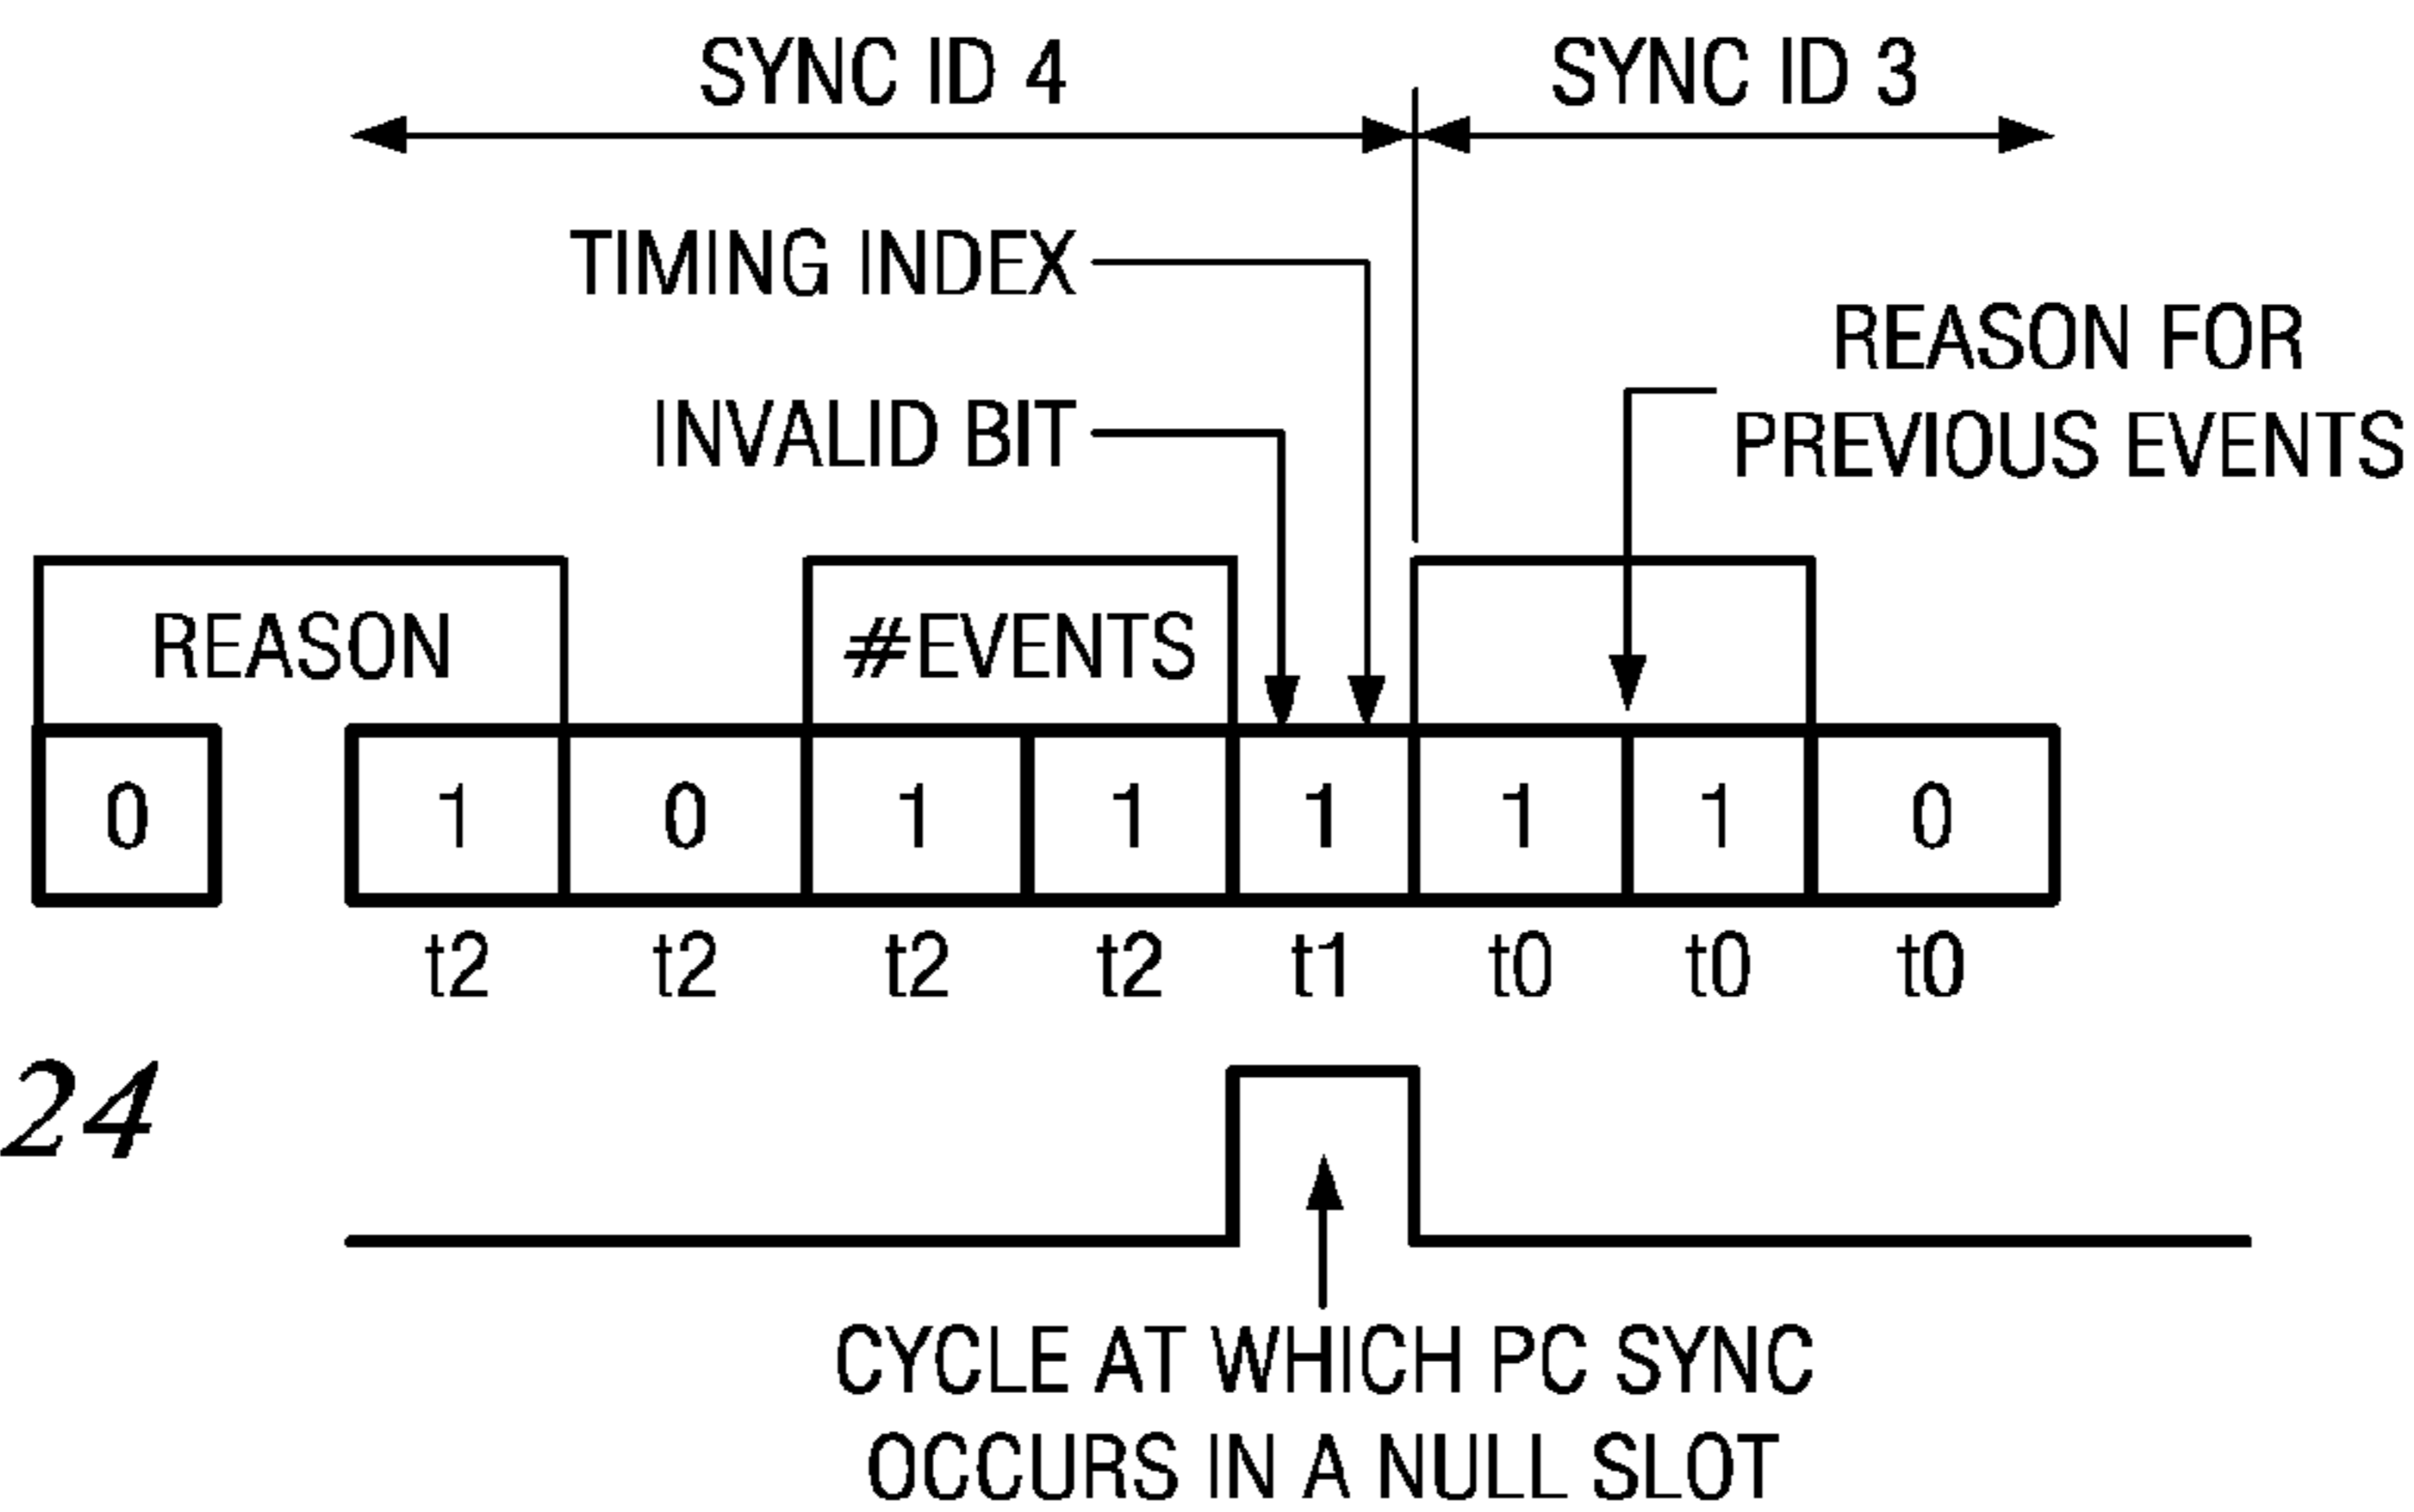 SYNC ID 4 SYNC ID 3
TIMING INDEX
REASON FOR
PREVIOUS EVENTS
INVALID BIT
REASON #EVENTS
0 1 0 1 1 1 1 1 0
t2 t2 t2 t2 t1 t0 t0 t0
24
CYCLE AT WHICH PC SYNC
OCCURS IN A NULL SLOT